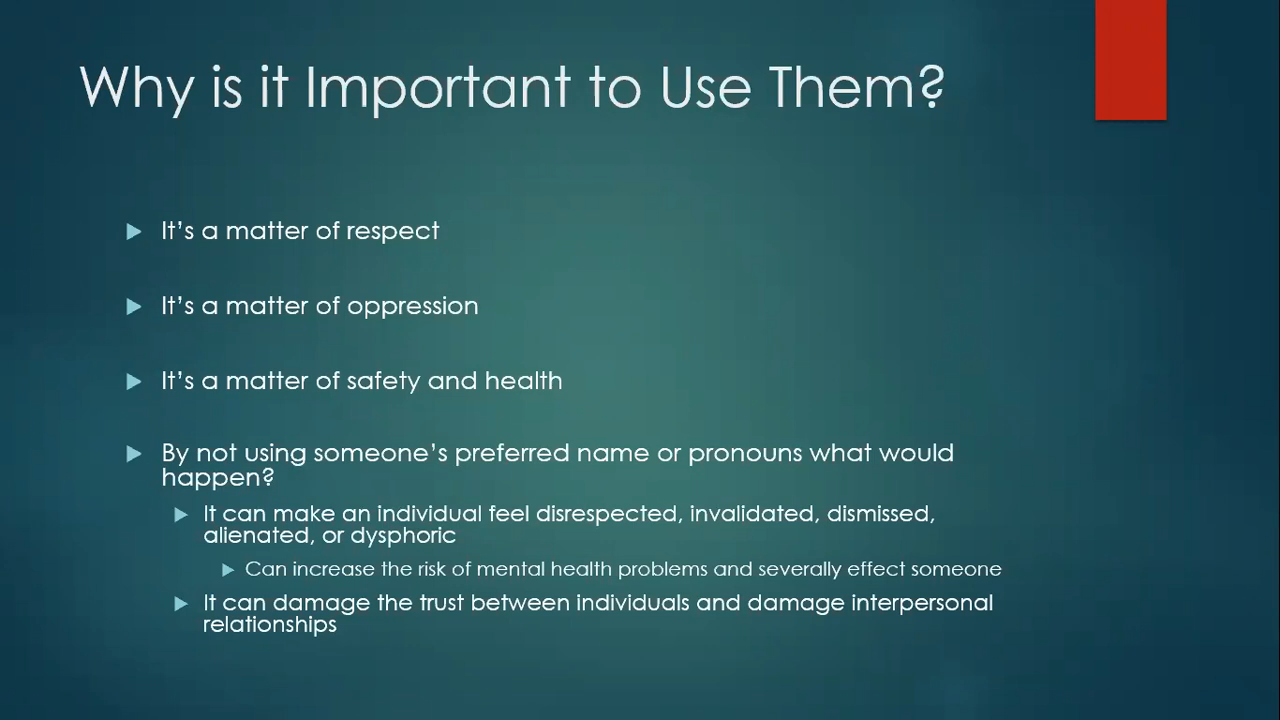 Why is it Important to Use Them?
It’s a matter of respect
It’s a matter of oppression
It’s a matter of safety and health
By not using someone’s preferred name or pronouns what would
happen?
It can make an individual feel disrespected, invalidated, dismissed,
alienated, or dysphoric
Can increase the risk of mental health problems and severally effect someone
It can damage the trust between individuals and damage interpersonal
relationships